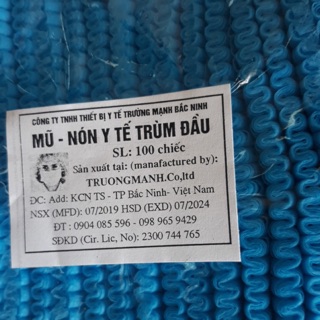 CÔNG TY TNHH THIẾT BỊ Y TẾ TRƯỜNG MẠNH BẮC NINH
MŨ - NÓN Y TẾ TRÙM ĐẦU
SL: 100 chiếc
Sản xuất tại: (manafactured by):
TRUONGMANH.Co,ltd
ĐC: Add: KCN TS - TP Bắc Ninh- Việt Nam
NSX (MFD): 07/2019 HSD (EXD) 07/2024
ĐT : 0904 085 596 - 098 965 9429
SĐKD (Cir. Lic, No): 2300 744 765